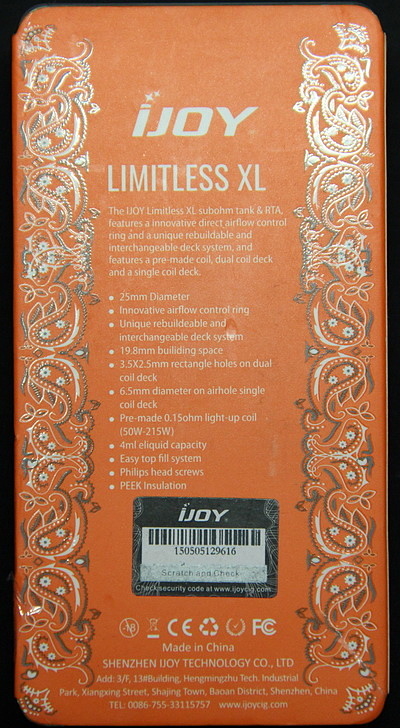 iJOY
LIMITLESS XL
The IJOY Limitless XL subohm tank & RTA,
features a innovative direct airflow control
ring and a unique rebuildable and
interchangeable deck system, and
features a pre-made coil, dual coil deck
and a single coil deck.
• 25mm Diameter
• Innovative airflow control ring
• Unique rebuildeable and
interchangeable deck system
• 19.8mm builiding space
• 3.5X2.5mm rectangle holes on dual
coil deck
• 6.5mm diameter on airhole single
coil deck
• Pre-made 0.15ohm light-up coil
(50W-215W)
• 4ml eliquid capacity
• Easy top fill system
• Philips head screws
• PEEK Insulation
iJOY®
150505129616
Scratch and Check
Check security code at www.ijoycig.com
18 CE FC
Made in China
SHENZHEN IJOY TECHNOLOGY CO., LTD
Add: 3/F, 13#Building, Hengmingzhu Tech. Industrial
Park, Xiangxing Street, Shajing Town, Baoan District, Shenzhen, China
TEL: 0086-755-33115757 www.ijoycig.com